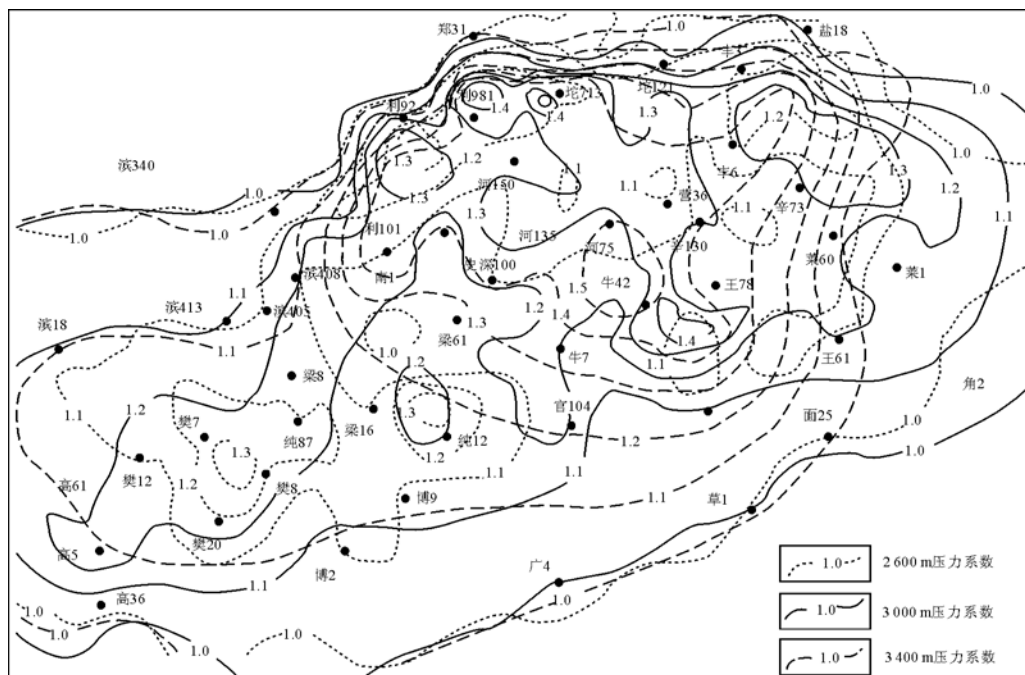 郑31
1.0
盐18
1.0
利981
1.4
坨713
1.4
坨121
1.3
利92
1.2
滨340
1.3
1.2
1.1
1.3
1.2
1.1
1.0
1.3
河150
1.1
营36
辛73
1.0
1.0
利101
1.3
河135
河75
辛130
1.1
莱60
莱1
滨408
史深100
牛42
王78
1.5
滨413
1.1
滨405
1.2
1.4
滨18
1.1
梁61
1.3
1.4
1.0
牛7
1.1
王61
梁8
1.2
角2
1.1
1.2
樊7
1.3
官104
面25
1.0
纯87
梁16
纯12
1.2
1.0
1.3
1.2
1.1
1.1
高61
樊12
1.2
樊8
博9
1.1
草1
樊20
高5
博2
广4
1.1
1.0
2 600 m压力系数
高36
1.0
1.0
1.0
1.0
3 000 m压力系数
1.0
1.0
1.0
3 400 m压力系数